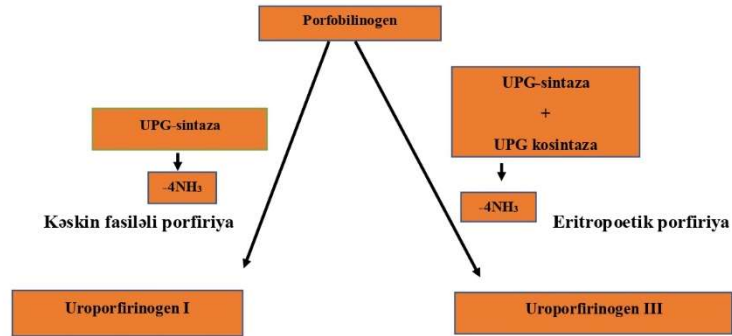 Porfobilinogen
UPG-sintaza
-4NH₃
Kəskin fasiləli porfiriya
UPG-sintaza
+
UPG kosintaza
-4NH₃
Eritropoetik porfiriya
Uroporfirinogen I
Uroporfirinogen III